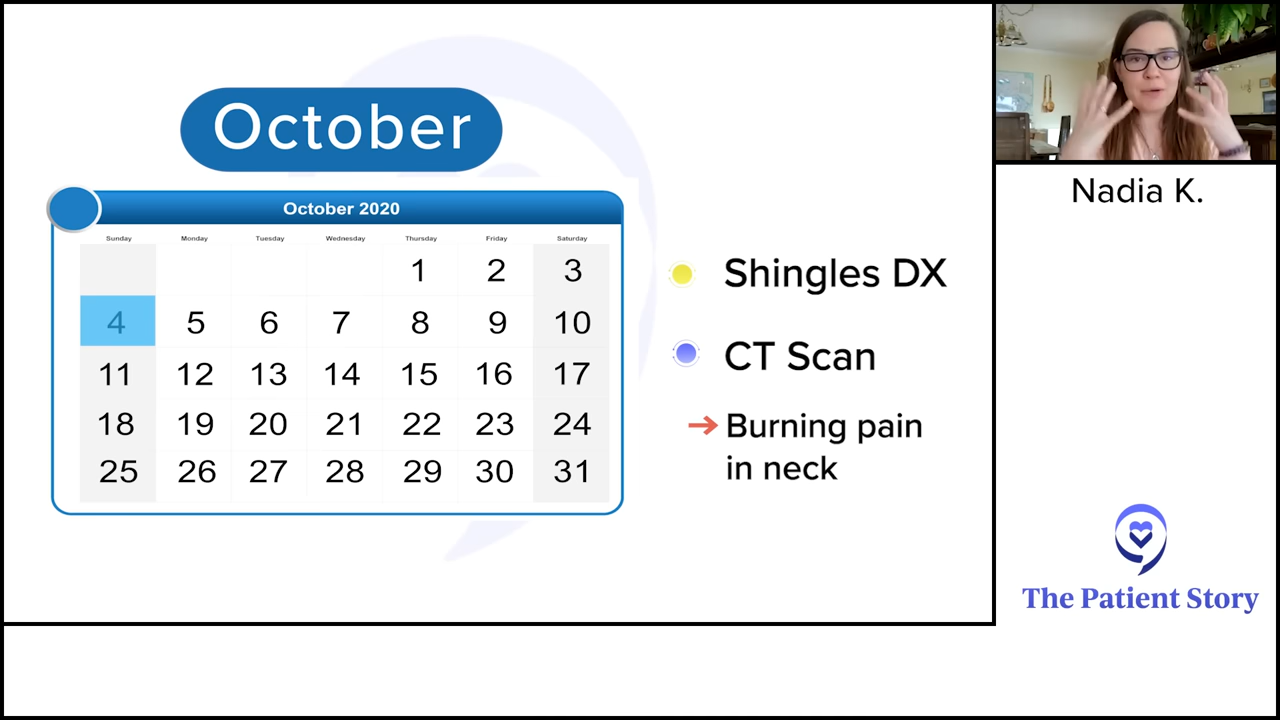 October
October 2020
Sunday Monday Tuesday Wednesday Thursday Friday Saturday
1 2 3
4 5 6 7 8 9 10
11 12 13 14 15 16 17
18 19 20 21 22 23 24
25 26 27 28 29 30 31
Shingles DX
CT Scan
Burning pain
in neck
Nadia K.
The Patient Story